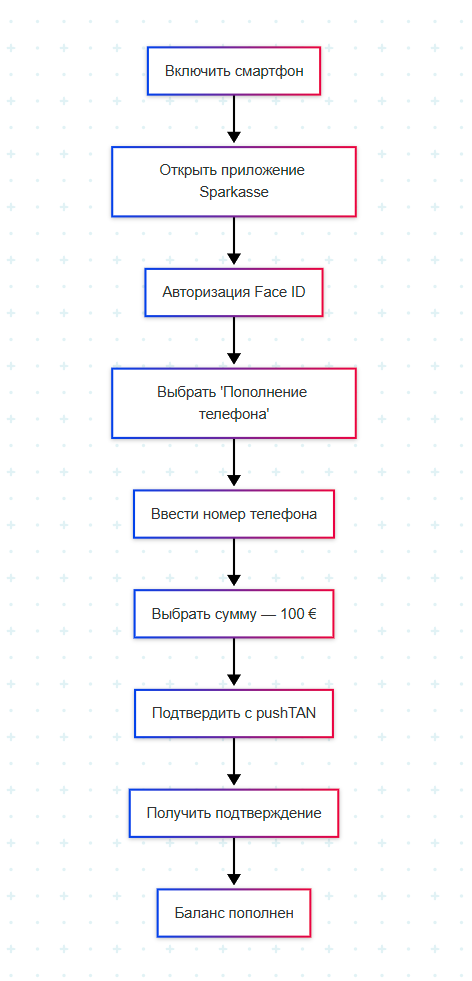 Включить смартфон
Открыть приложение
Sparkasse
Авторизация Face ID
Выбрать 'Пополнение
телефона'
Ввести номер телефона
Выбрать сумму — 100 €
Подтвердить с pushTAN
Получить подтверждение
Баланс пополнен